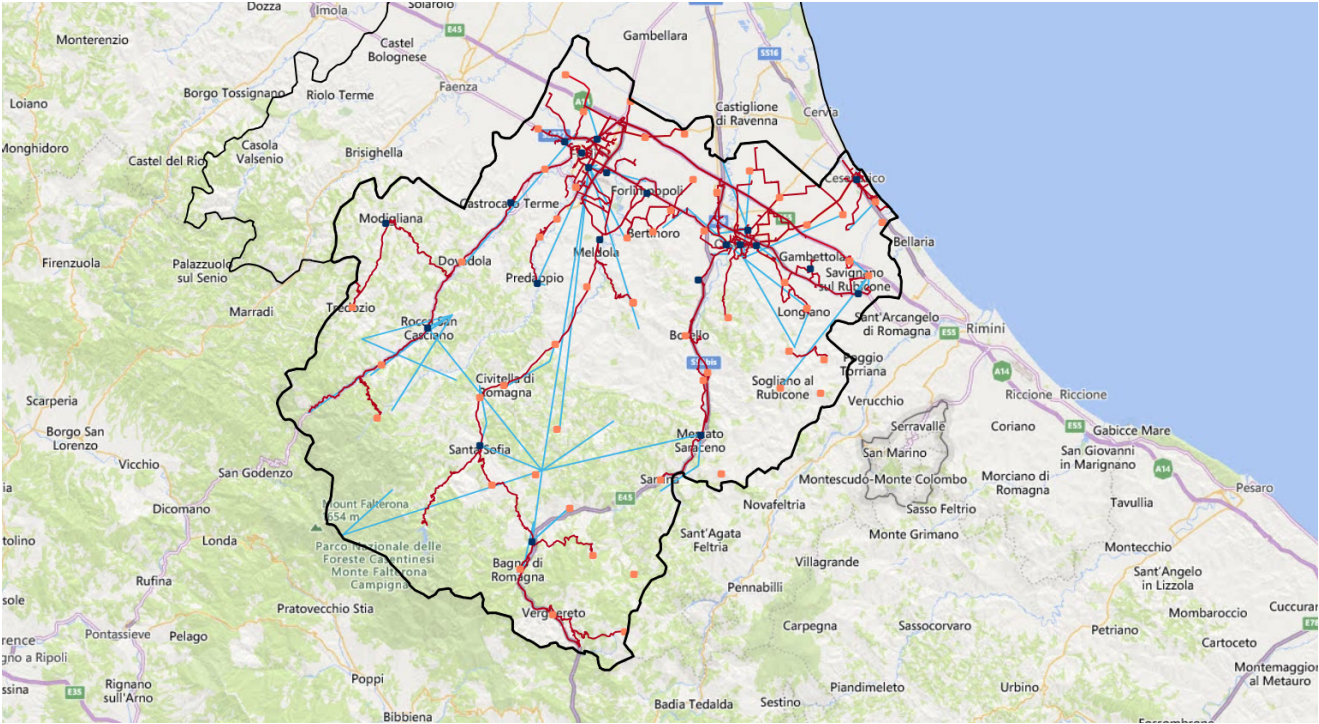 Dozza
Imola
Solarolo
Monterenzio
Castel
Bolognese
E45
Gambellara
SS16
Faenza
Loiano
Borgo Tossignano
Riolo Terme
A14
Castiglione
di Ravenna
Cervia
Monghidoro
Castel del Rio
Casola
Valsenio
Brisighella
Forlimpopoli
Modigliana
Castrocaro Terme
Bertinoro
Bellaria
Firenzuola
Palazzuolo
sul Senio
Dovadola
Meldola
Predappio
Gambettola
Savignano
sul Rubicone
Marradi
Tredozio
Rocca San
Casciano
Longiano
Sant'Arcangelo
di Romagna
E55
Rimini
Borello
Poggio
Torriana
A14
Scarperia
Civitella di
Romagna
Sogliano al
Rubicone
Verucchio
Riccione
Riccione
Borgo San
Lorenzo
Serravalle
Coriano
E55
Gabicce Mare
Vicchio
San Godenzo
Santa Sofia
Mercato
Saraceno
San Marino
San Giovanni
in Marignano
A14
Sarsina
Montescudo-Monte Colombo
Morciano di
Romagna
Pesaro
Dicomano
Mount Falterona
1654 m
E45
Novafeltria
Sasso Feltrio
Tavullia
Londa
Parco Nazionale delle
Foreste Casentinesi
Monte Falterona
Campigna
Sant'Agata
Feltria
Monte Grimano
Montecchio
Rufina
Bagno di
Romagna
Villagrande
Sant'Angelo
in Lizzola
Pratovecchio Stia
Verghereto
Pennabilli
Mombaroccio
Pontassieve
Pelago
Carpegna
Sassocorvaro
Petriano
Cartoceto
E35
Rignano
sull'Arno
Poppi
Badia Tedalda
Sestino
Piandimeleto
Urbino
Montemaggiore
al Metauro
Bibbiena